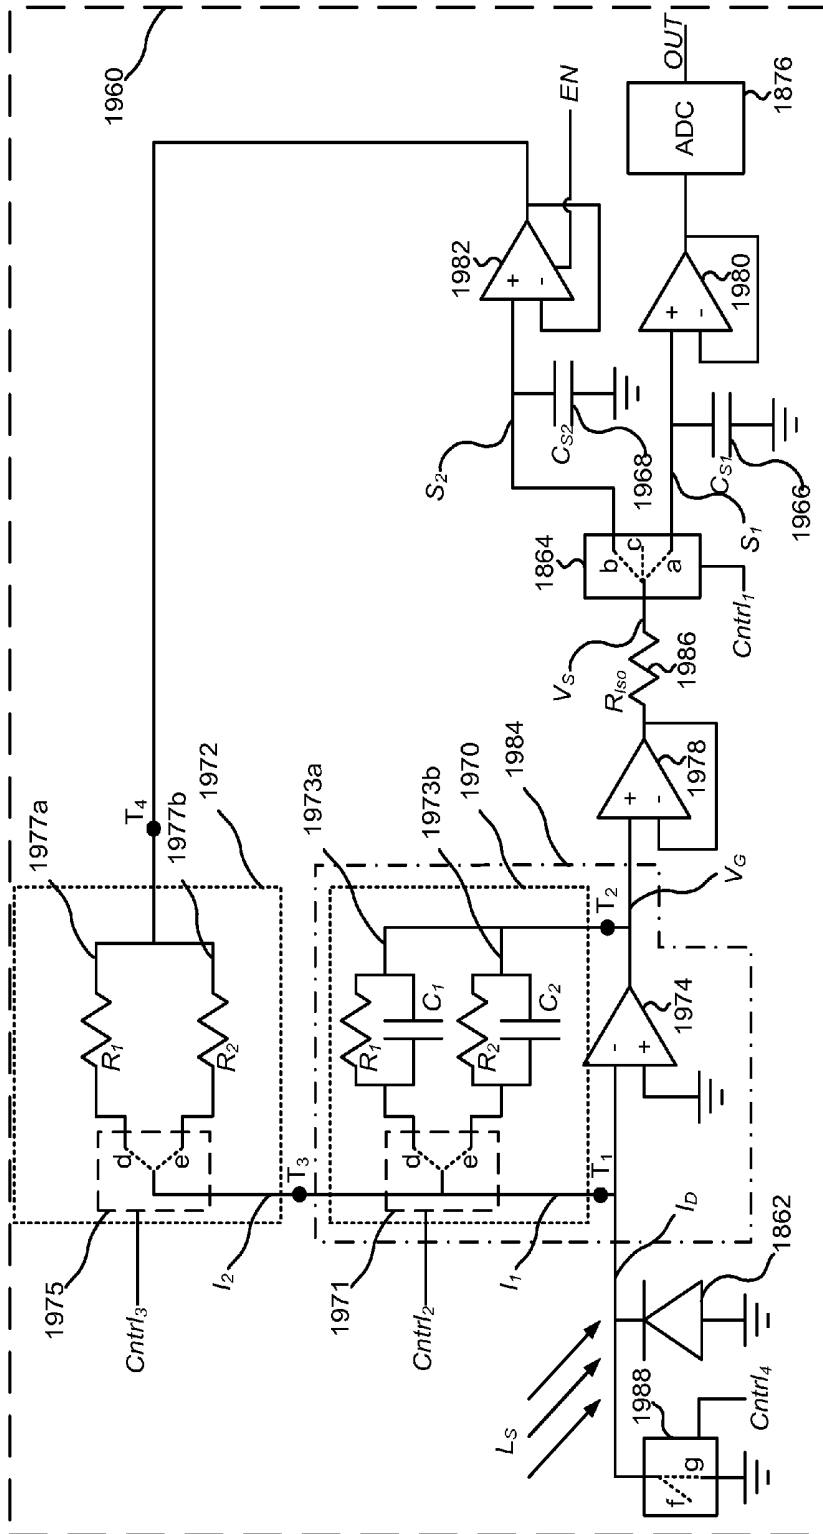 1960
1977a
T4
1977b
1972
R1
R2
d
e
1975
Cntrl3
I2
T3
1973a
1973b
1970
1984
R1
C1
R2
C2
d
e
1971
Cntrl2
I1
T1
T2
VG
-
+
1974
ID
LS
1862
1988
f
g
Cntrl4
+
-
1978
RIso
1986
VS
1864
b
c
a
Cntrl1
S2
CS2
1968
+
-
1982
EN
S1
CS1
1966
+
-
1980
ADC
1876
OUT